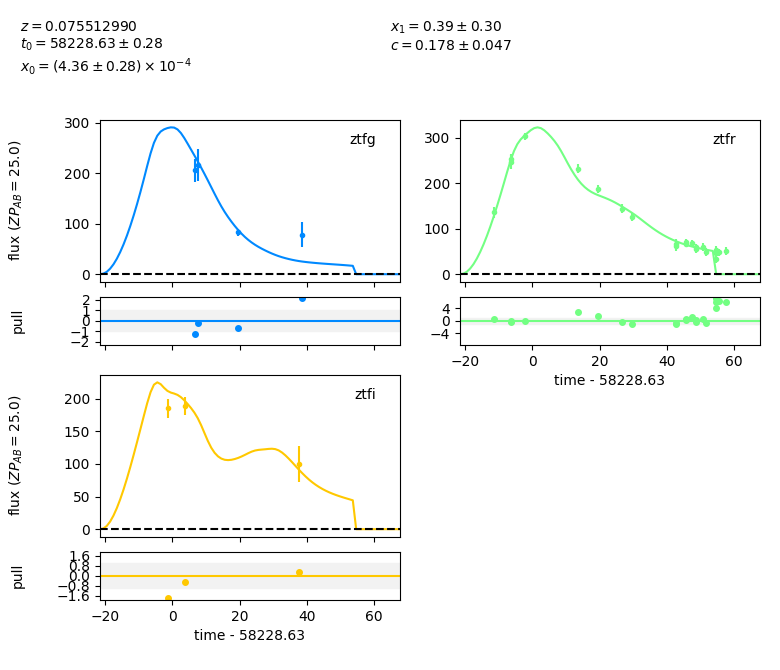 z = 0.075512990
t₀ = 58228.63 ± 0.28
x₀ = (4.36 ± 0.28) × 10⁻⁴
x₁ = 0.39 ± 0.30
c = 0.178 ± 0.047
ztfg
flux (ZP_AB = 25.0)
300
200
100
0
pull
2
1
0
−1
−2
ztfr
300
200
100
0
4
0
−4
−20
0
20
40
60
time - 58228.63
ztfi
flux (ZP_AB = 25.0)
200
150
100
50
0
pull
1.6
0.8
0.0
−0.8
−1.6
−20
0
20
40
60
time - 58228.63